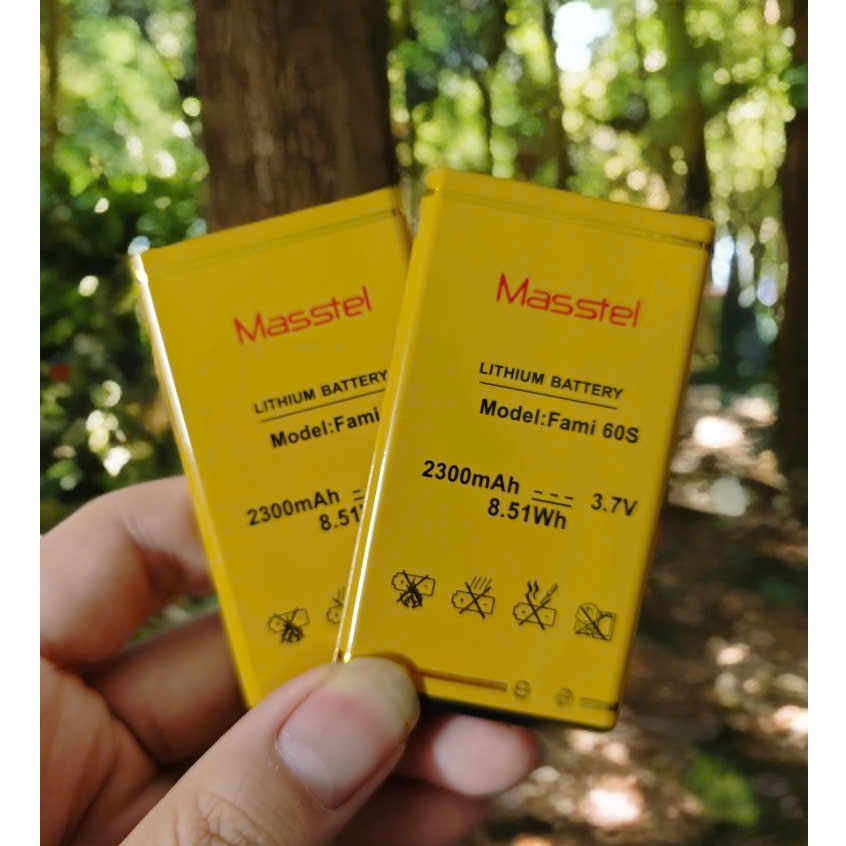 Masstel
LITHIUM BATTERY
Model:Fami
2300mAh
8.51
Masstel
LITHIUM BATTERY
Model:Fami 60S
2300mAh 3.7V
8.51Wh